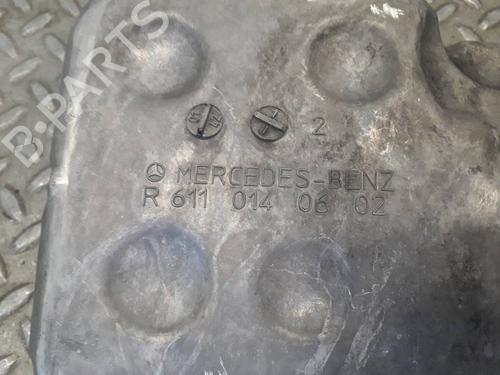 B-PARTS
2
MERCEDES-BENZ
R 611 014 06 02